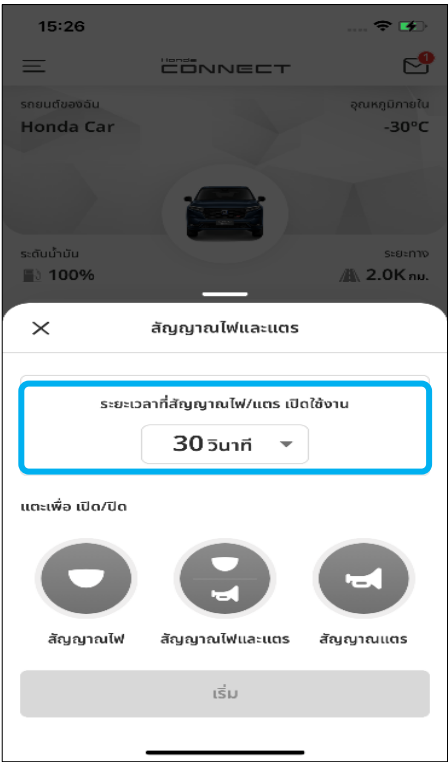 15:26
Honda
CONNECT
1
รถยนต์ของฉัน
อุณหภูมิภายใน
Honda Car
-30°C
ระดับน้ำมัน
ระยะทาง
100%
2.0K กม.
สัญญาณไฟและแตร
ระยะเวลาที่สัญญาณไฟ/แตร เปิดใช้งาน
30 วินาที
แตะเพื่อ เปิด/ปิด
สัญญาณไฟ
สัญญาณไฟและแตร
สัญญาณแตร
เริ่ม